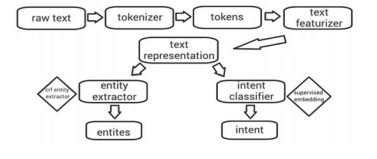 raw text
tokenizer
tokens
text
featurizer
text
representation
crf entity
extractor
entity
extractor
intent
classifier
supervised
embedding
entites
intent